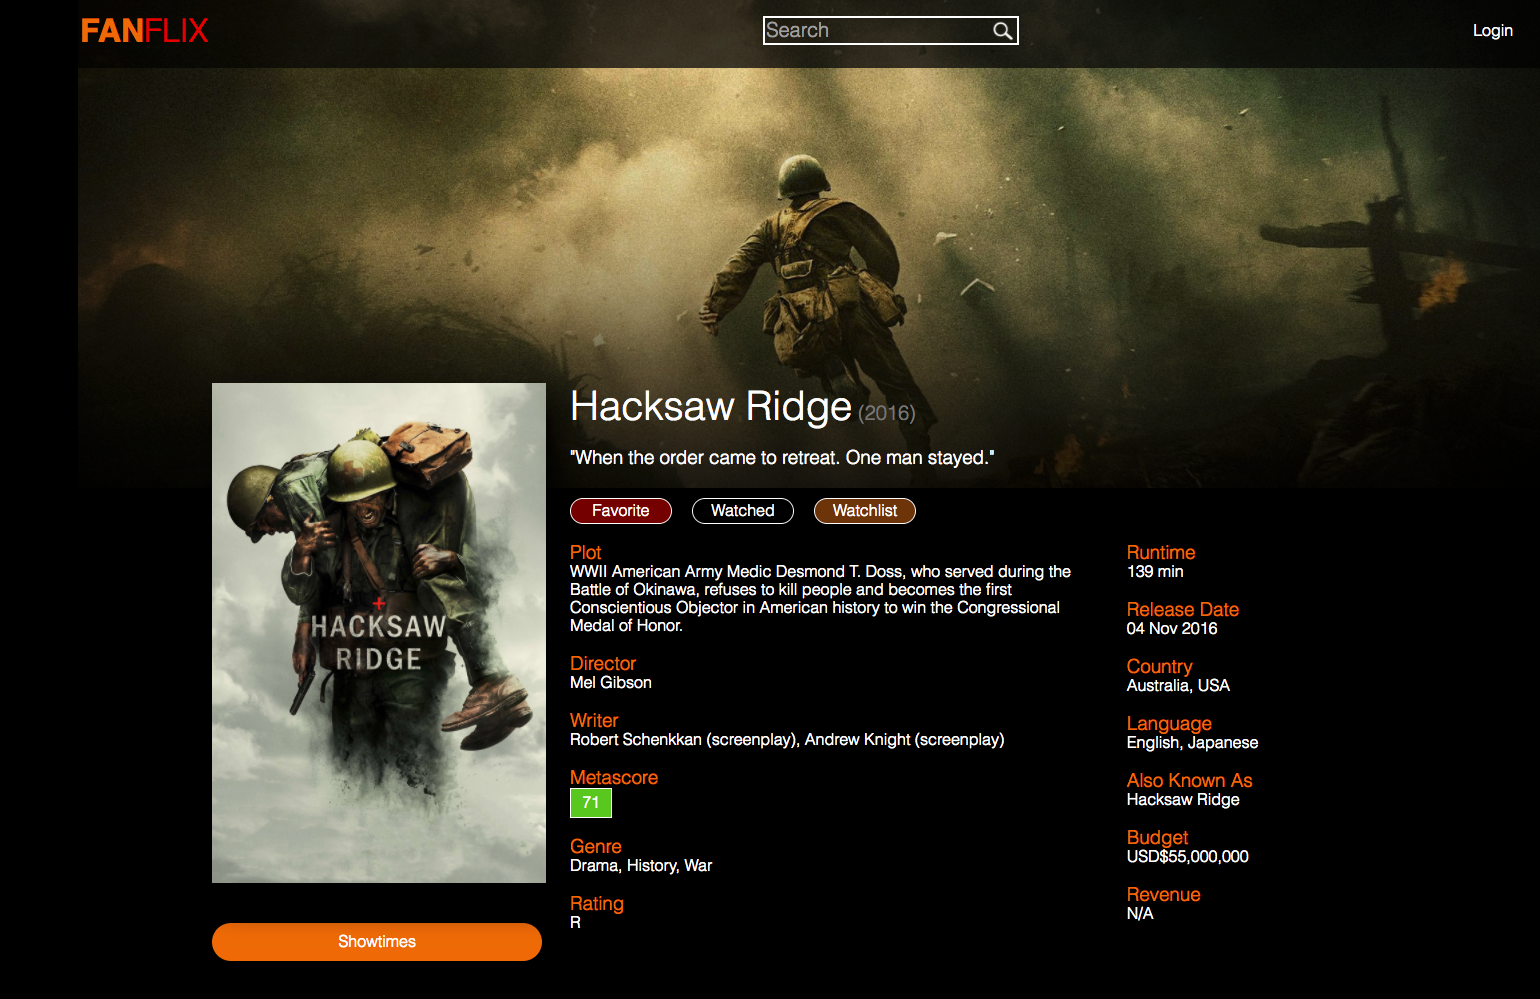 FANFLIX
Search
Login
Hacksaw Ridge (2016)
"When the order came to retreat. One man stayed."
Favorite
Watched
Watchlist
Plot
WWII American Army Medic Desmond T. Doss, who served during the
Battle of Okinawa, refuses to kill people and becomes the first
Conscientious Objector in American history to win the Congressional
Medal of Honor.
Director
Mel Gibson
Writer
Robert Schenkkan (screenplay), Andrew Knight (screenplay)
Metascore
71
Genre
Drama, History, War
Rating
R
Runtime
139 min
Release Date
04 Nov 2016
Country
Australia, USA
Language
English, Japanese
Also Known As
Hacksaw Ridge
Budget
USD$55,000,000
Revenue
N/A
HACKSAW
RIDGE
Showtimes